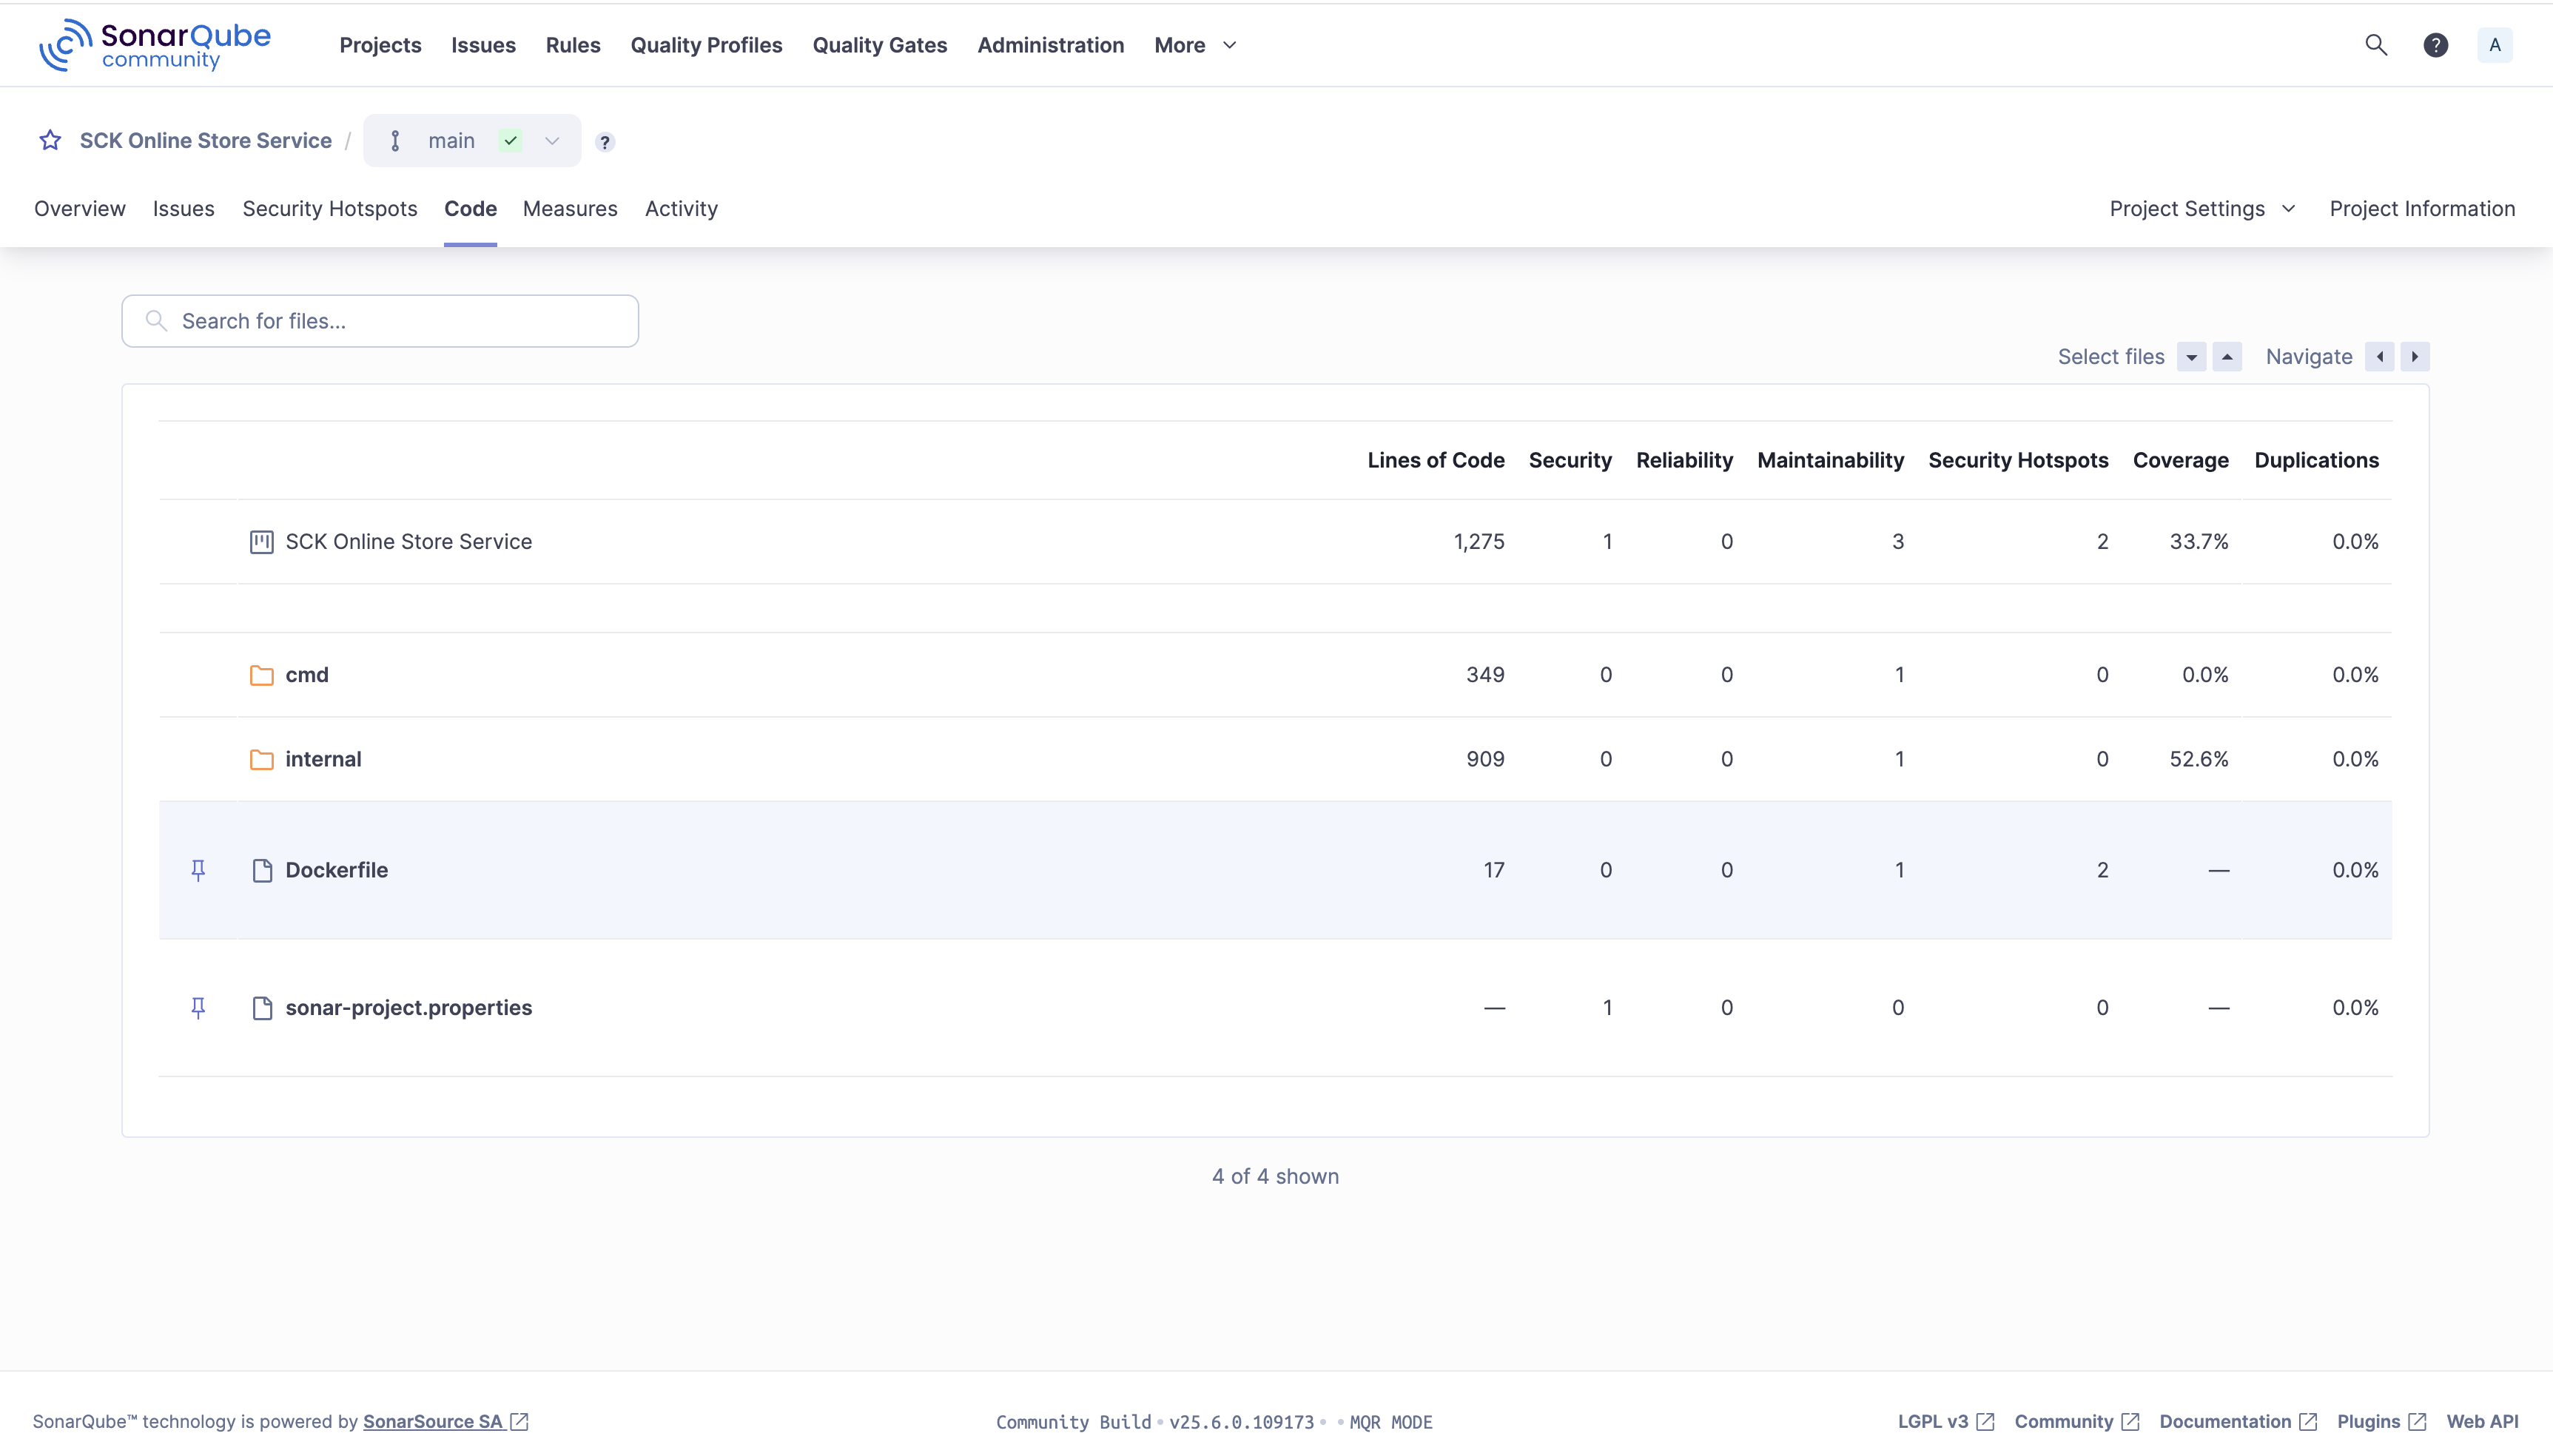 SonarQube community
Projects Issues Rules Quality Profiles Quality Gates Administration More ? A
SCK Online Store Service / main ?
Overview Issues Security Hotspots Code Measures Activity Project Settings Project Information
Search for files...
Select files Navigate
Lines of Code Security Reliability Maintainability Security Hotspots Coverage Duplications
SCK Online Store Service 1,275 1 0 3 2 33.7% 0.0%
cmd 349 0 0 1 0 0.0% 0.0%
internal 909 0 0 1 0 52.6% 0.0%
Dockerfile 17 0 0 1 2 — 0.0%
sonar-project.properties — 1 0 0 0 — 0.0%
4 of 4 shown
SonarQube™ technology is powered by SonarSource SA Community Build • v25.6.0.109173 • • MQR MODE LGPL v3 Community Documentation Plugins Web API